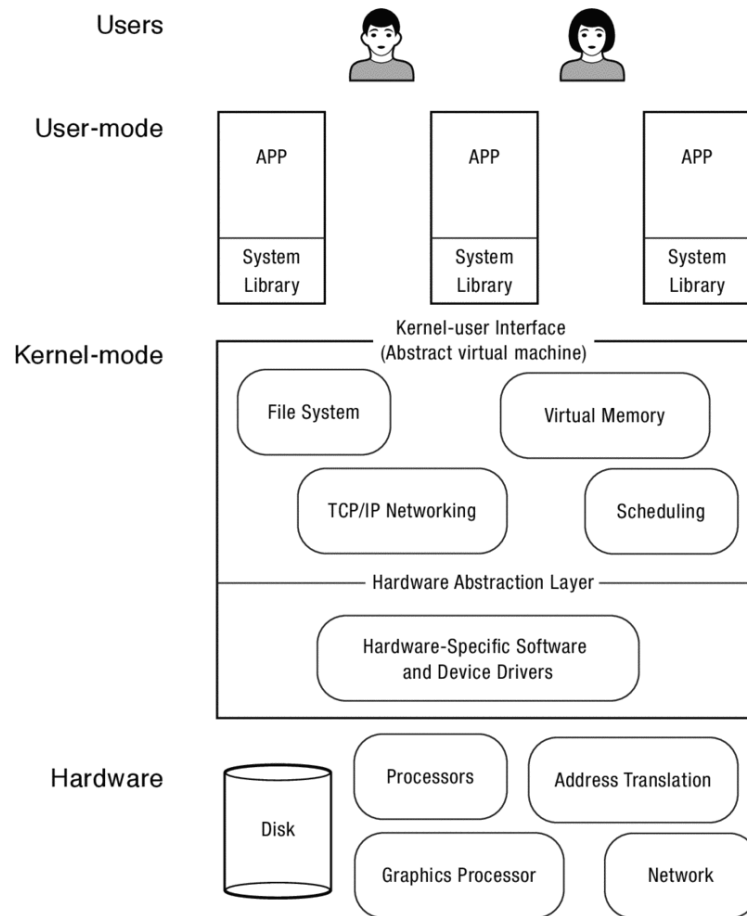 Users
User-mode
APP
APP
APP
System
Library
System
Library
System
Library
Kernel-mode
Kernel-user Interface
(Abstract virtual machine)
File System
Virtual Memory
TCP/IP Networking
Scheduling
Hardware Abstraction Layer
Hardware-Specific Software
and Device Drivers
Hardware
Disk
Processors
Address Translation
Graphics Processor
Network